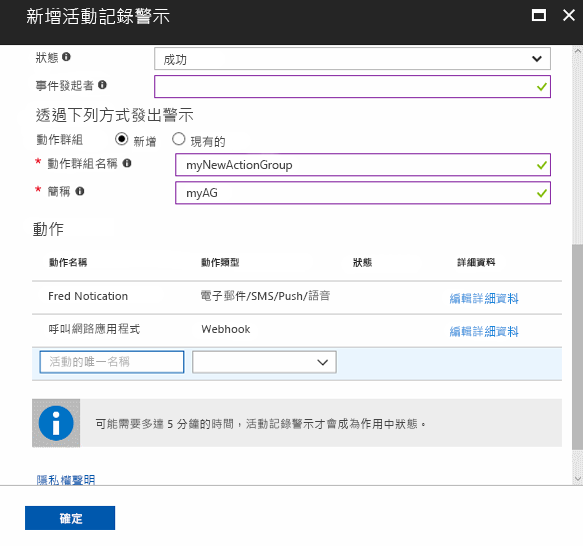 新增活動記錄警示
狀態
成功
事件發起者
透過下列方式發出警示
動作群組 新增 現有的
* 動作群組名稱
myNewActionGroup
* 簡稱
myAG
動作
動作名稱 動作類型 狀態 詳細資料
Fred Notication 電子郵件/SMS/Push/語音 編輯詳細資料
呼叫網路應用程式 Webhook 編輯詳細資料
活動的唯一名稱
可能需要多達 5 分鐘的時間，活動記錄警示才會成為作用中狀態。
隱私權聲明
確定